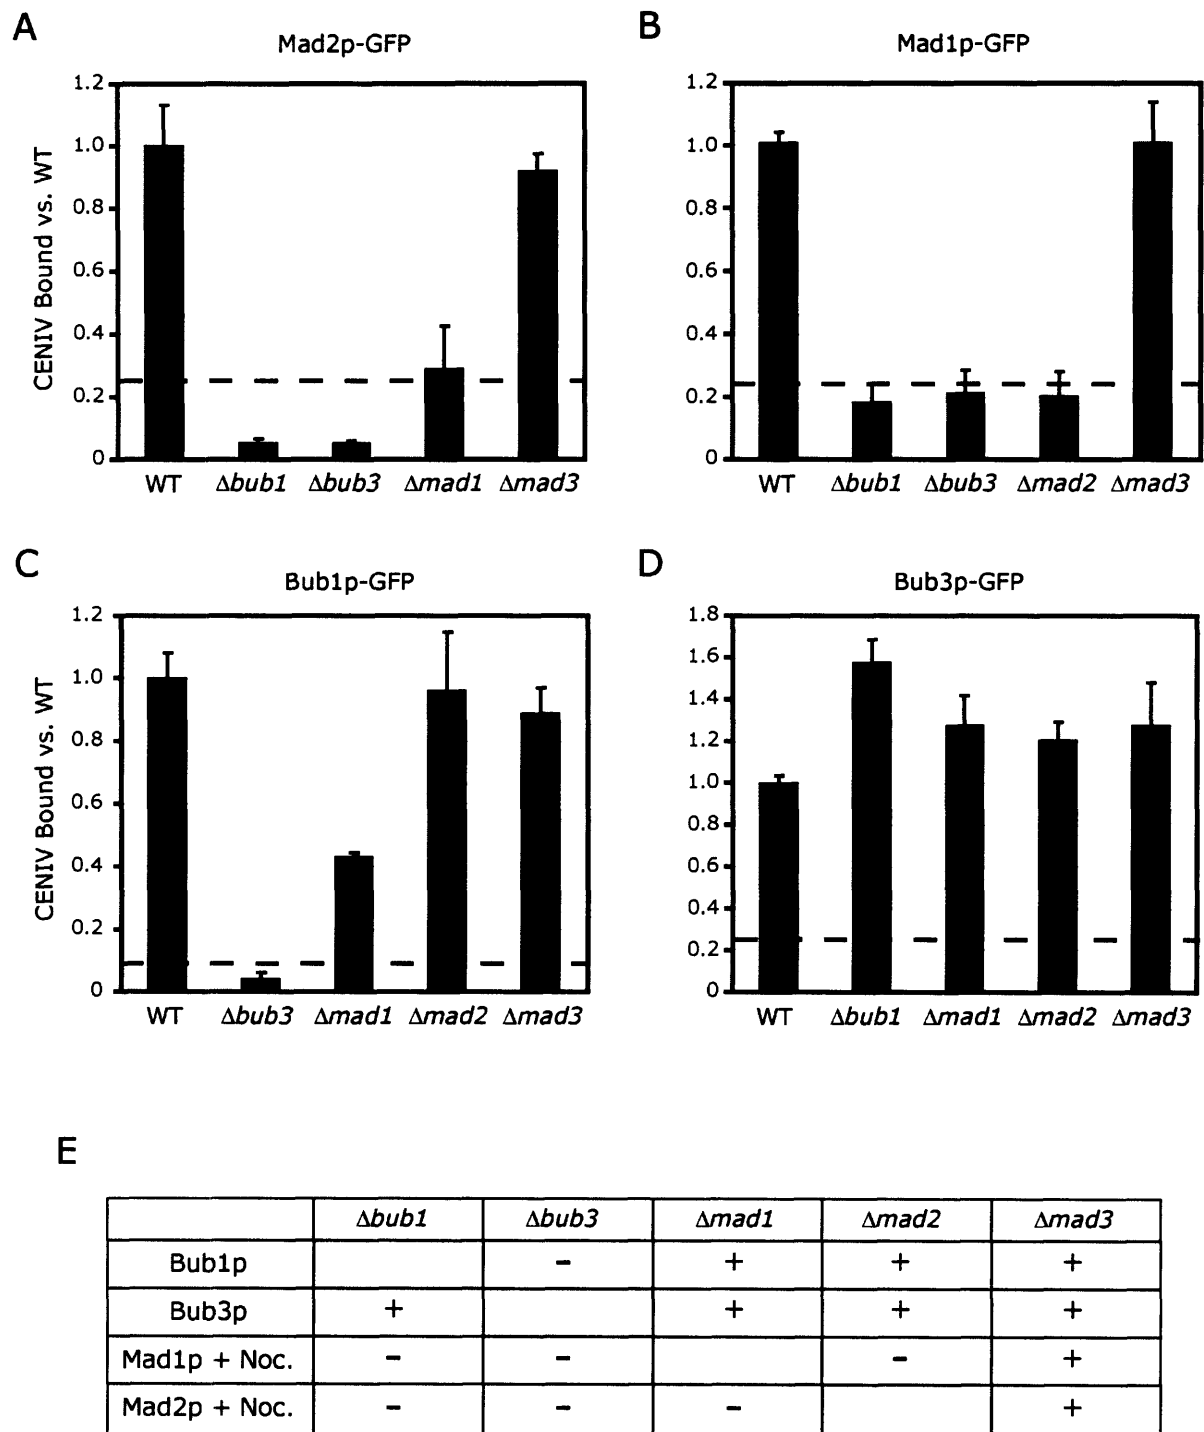 A
Mad2p-GFP
CENIV Bound vs. WT
1.2
1.0
0.8
0.6
0.4
0.2
0
WT Δbub1 Δbub3 Δmad1 Δmad3
B
Mad1p-GFP
1.2
1.0
0.8
0.6
0.4
0.2
0
WT Δbub1 Δbub3 Δmad2 Δmad3
C
Bub1p-GFP
CENIV Bound vs. WT
1.2
1.0
0.8
0.6
0.4
0.2
0
WT Δbub3 Δmad1 Δmad2 Δmad3
D
Bub3p-GFP
1.8
1.6
1.4
1.2
1.0
0.8
0.6
0.4
0.2
0
WT Δbub1 Δmad1 Δmad2 Δmad3
E
Δbub1 Δbub3 Δmad1 Δmad2 Δmad3
Bub1p – + + +
Bub3p + + + +
Mad1p + Noc. – – – +
Mad2p + Noc. – – – +